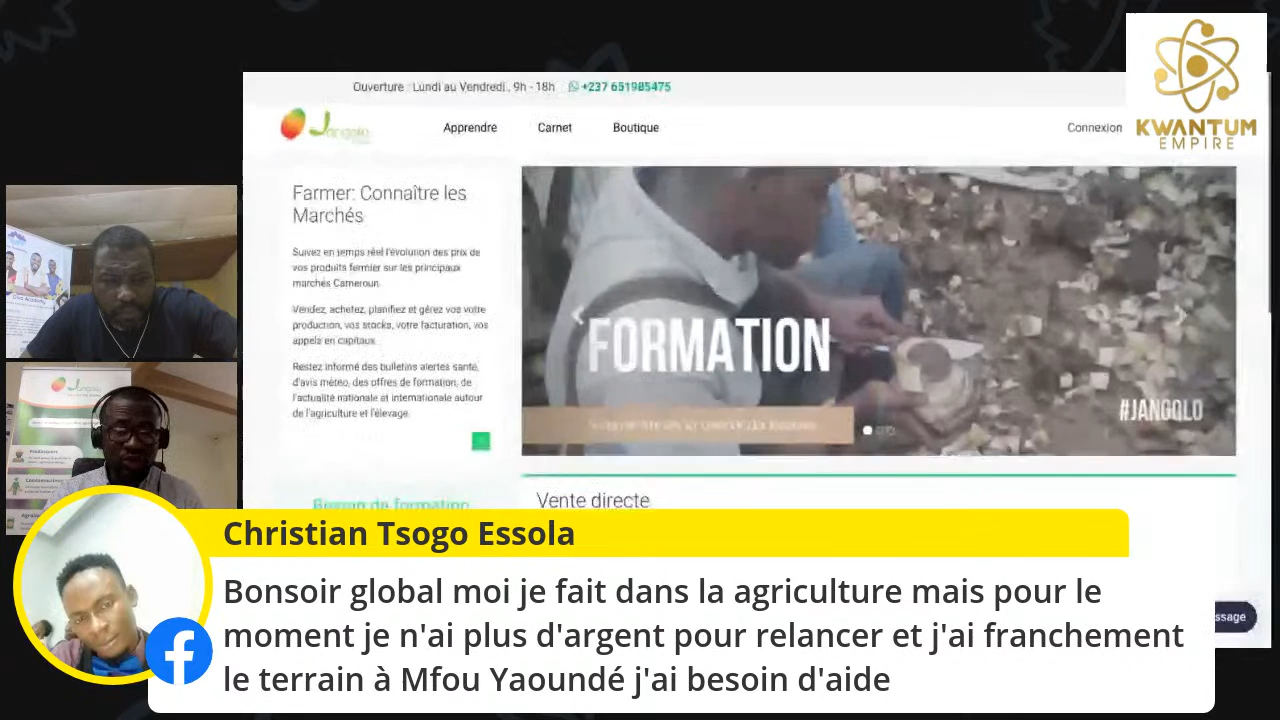 Ouverture : Lundi au Vendredi, 9h - 18h +237 651985475
KWANTUM
EMPIRE
Jangolo
Apprendre Carnet Boutique Connexion
Farmer: Connaître les
Marchés
Suivez en temps réel l'évolution des prix de
vos produits fermier sur les principaux
marchés Cameroun.
Vendez, achetez, planifiez et gérez vos votre
production, vos stocks, votre facturation, vos
appels en capitaux.
Restez informé des bulletins alertes santé,
d'avis météo, des offres de formation, de
l'actualité nationale et internationale autour
de l'agriculture et l'élevage.
FORMATION
#JANGOLO
Besoin de formation
Vente directe
ssage
Christian Tsogo Essola
Bonsoir global moi je fait dans la agriculture mais pour le
moment je n'ai plus d'argent pour relancer et j'ai franchement
le terrain à Mfou Yaoundé j'ai besoin d'aide